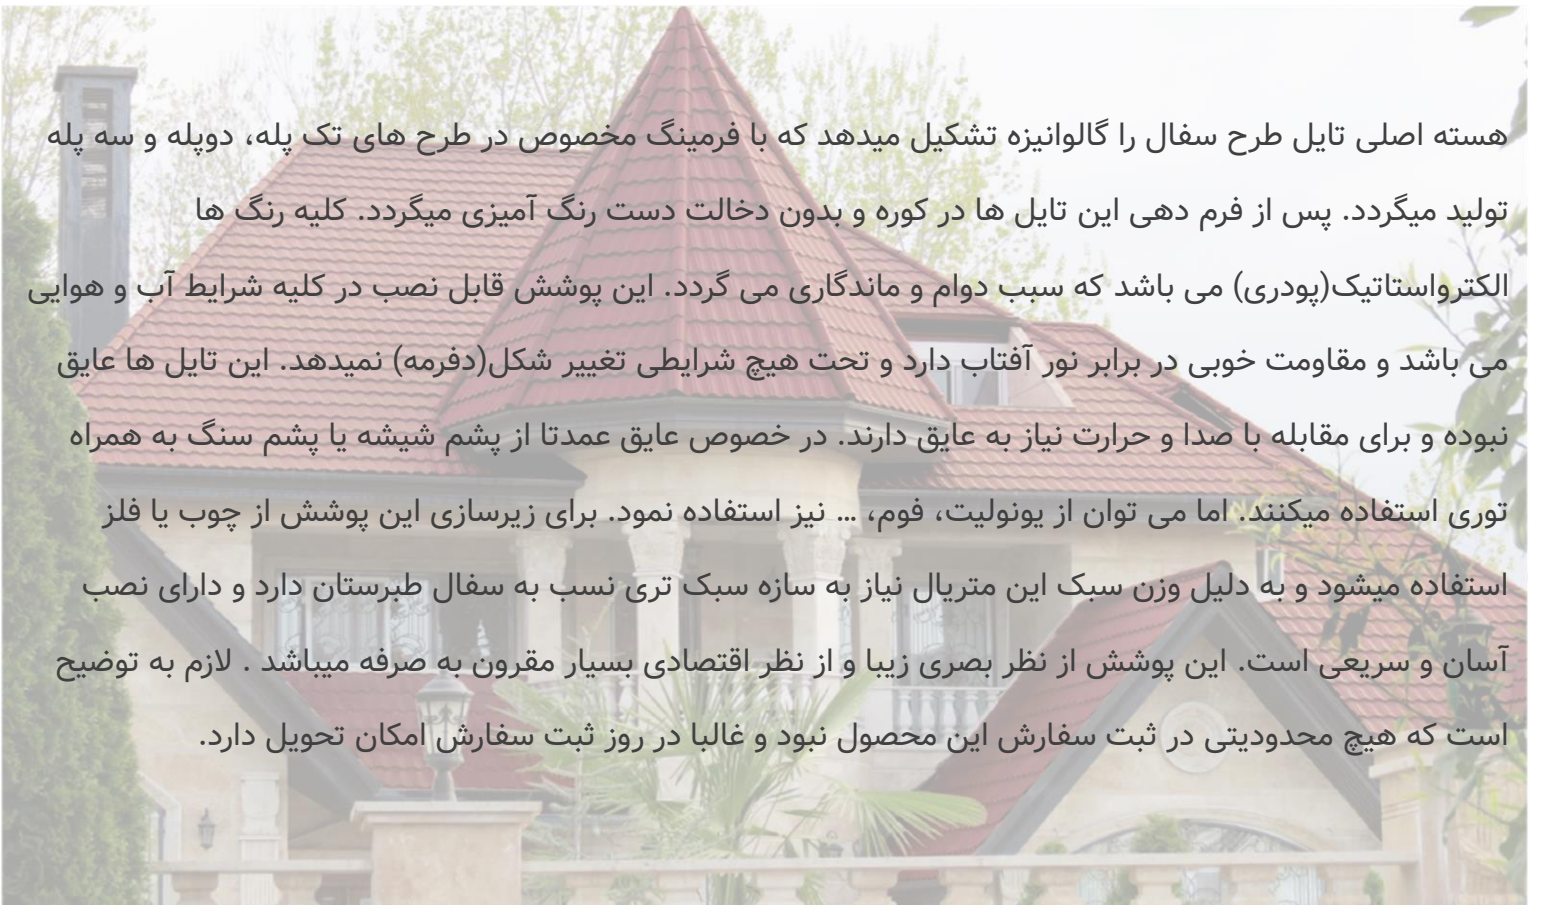 هسته اصلی تایل طرح سفال را گالوانیزه تشکیل میدهد که با فرمینگ مخصوص در طرح های تک پله، دوپله و سه پله
تولید میگردد. پس از فرم دهی این تایل ها در کوره و بدون دخالت دست رنگ آمیزی میگردد. کلیه رنگ ها
الکترواستاتیک(پودری) می باشد که سبب دوام و ماندگاری می گردد. این پوشش قابل نصب در کلیه شرایط آب و هوایی
می باشد و مقاومت خوبی در برابر نور آفتاب دارد و تحت هیچ شرایطی تغییر شکل(دفرمه) نمیدهد. این تایل ها عایق
نبوده و برای مقابله با صدا و حرارت نیاز به عایق دارند. در خصوص عایق عمدتا از پشم شیشه یا پشم سنگ به همراه
توری استفاده میکنند. اما می توان از یونولیت، فوم، ... نیز استفاده نمود. برای زیرسازی این پوشش از چوب یا فلز
استفاده میشود و به دلیل وزن سبک این متریال نیاز به سازه سبک تری نسب به سفال طبرستان دارد و دارای نصب
آسان و سریعی است. این پوشش از نظر بصری زیبا و از نظر اقتصادی بسیار مقرون به صرفه میباشد . لازم به توضیح
است که هیچ محدودیتی در ثبت سفارش این محصول نبود و غالبا در روز ثبت سفارش امکان تحویل دارد.